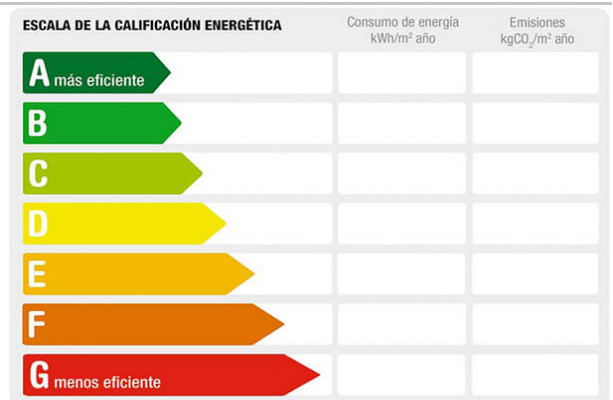 ESCALA DE LA CALIFICACIÓN ENERGÉTICA
Consumo de energía
kWh/m² año
Emisiones
kgCO₂/m² año
A más eficiente
B
C
D
E
F
G menos eficiente